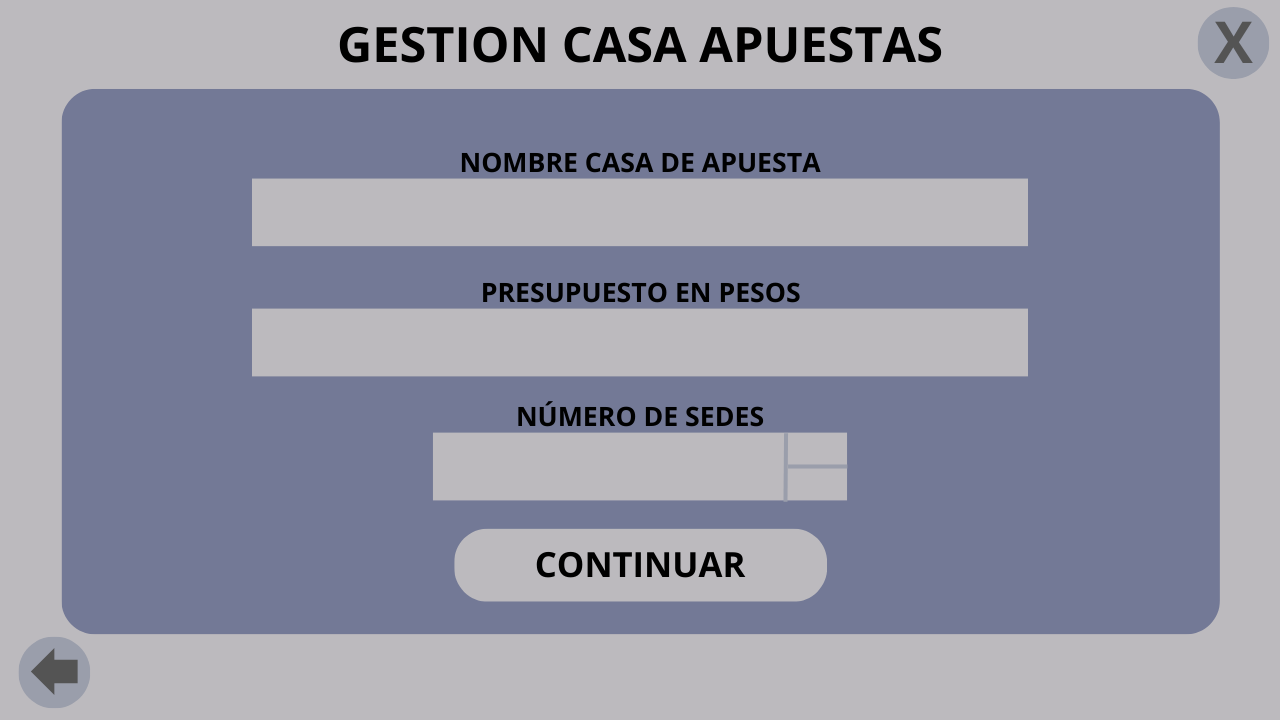 GESTION CASA APUESTAS
X
NOMBRE CASA DE APUESTA
PRESUPUESTO EN PESOS
NÚMERO DE SEDES
CONTINUAR